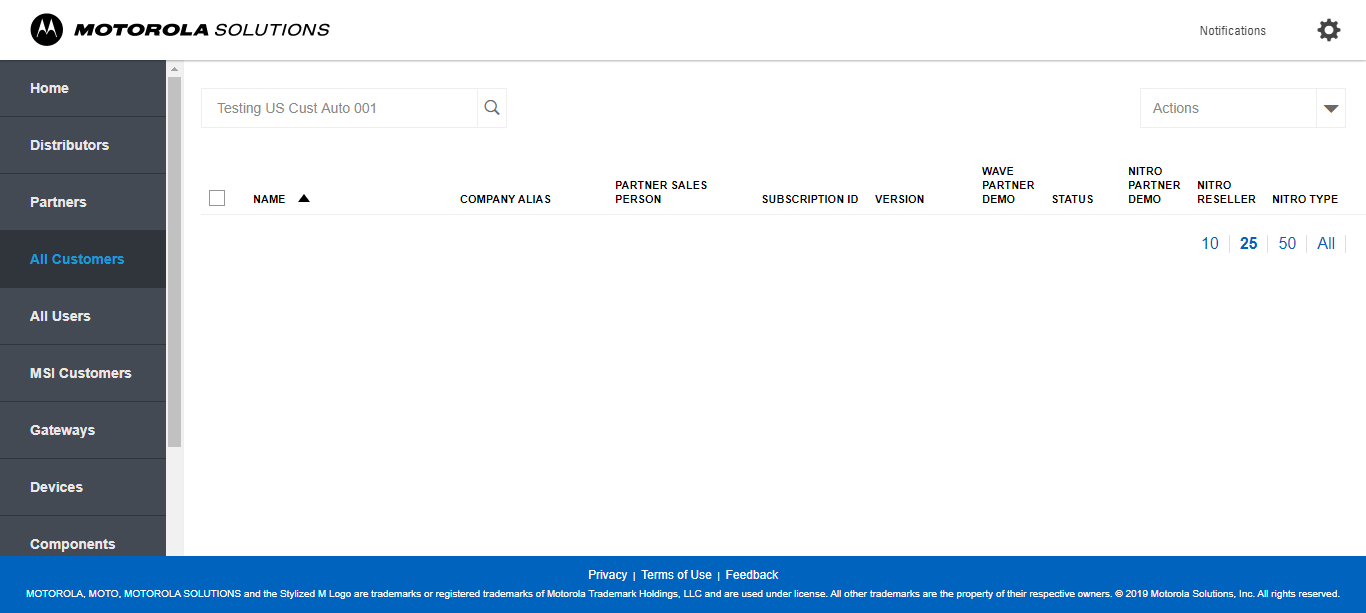 MOTOROLA SOLUTIONS
Notifications
Home
Distributors
Partners
All Customers
All Users
MSI Customers
Gateways
Devices
Components
Testing US Cust Auto 001
Actions
NAME
COMPANY ALIAS
PARTNER SALES
PERSON
SUBSCRIPTION ID
VERSION
WAVE
PARTNER
DEMO
STATUS
NITRO
PARTNER
DEMO
NITRO
RESELLER
NITRO TYPE
10 25 50 All
Privacy | Terms of Use | Feedback
MOTOROLA, MOTO, MOTOROLA SOLUTIONS and the Stylized M Logo are trademarks or registered trademarks of Motorola Trademark Holdings, LLC and are used under license. All other trademarks are the property of their respective owners. © 2019 Motorola Solutions, Inc. All rights reserved.